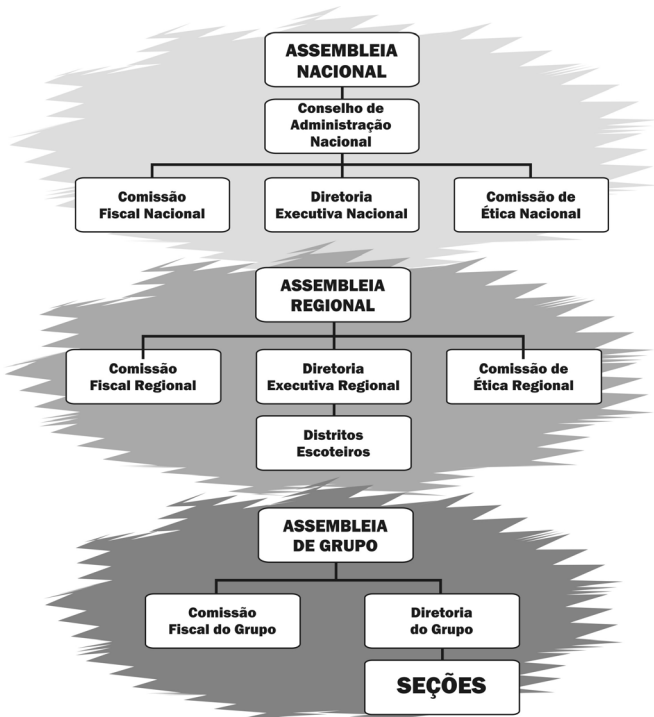 ASSEMBLEIA
NACIONAL
Conselho de
Administração
Nacional
Comissão
Fiscal Nacional
Diretoria
Executiva Nacional
Comissão de
Ética Nacional
ASSEMBLEIA
REGIONAL
Comissão
Fiscal Regional
Diretoria
Executiva Regional
Comissão de
Ética Regional
Distritos
Escoteiros
ASSEMBLEIA
DE GRUPO
Comissão
Fiscal do Grupo
Diretoria
do Grupo
SEÇÕES